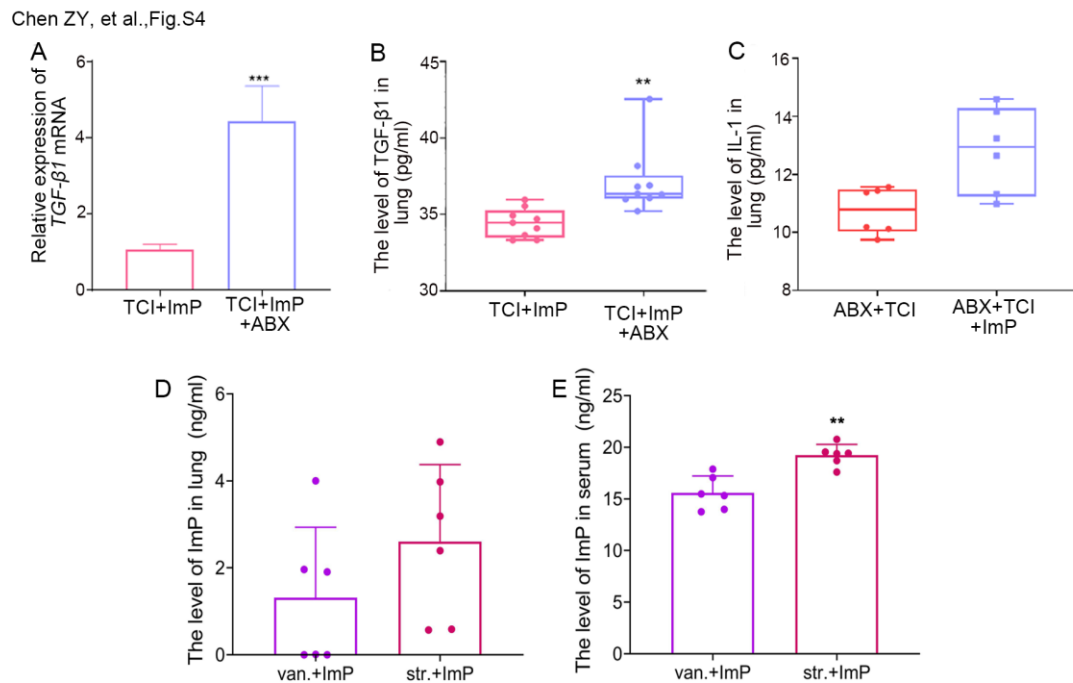 Chen ZY, et al.,Fig.S4
A
Relative expression of
TGF-β1 mRNA
6
4
2
0
***
TCI+ImP
TCI+ImP
+ABX
B
The level of TGF-β1 in
lung (pg/ml)
45
40
35
30
**
TCI+ImP
TCI+ImP
+ABX
C
The level of IL-1 in
lung (pg/ml)
16
14
12
10
8
ABX+TCI
ABX+TCI
+ImP
D
The level of ImP in lung (ng/ml)
6
4
2
0
van.+ImP
str.+ImP
E
The level of ImP in serum (ng/ml)
25
20
15
10
5
0
**
van.+ImP
str.+ImP